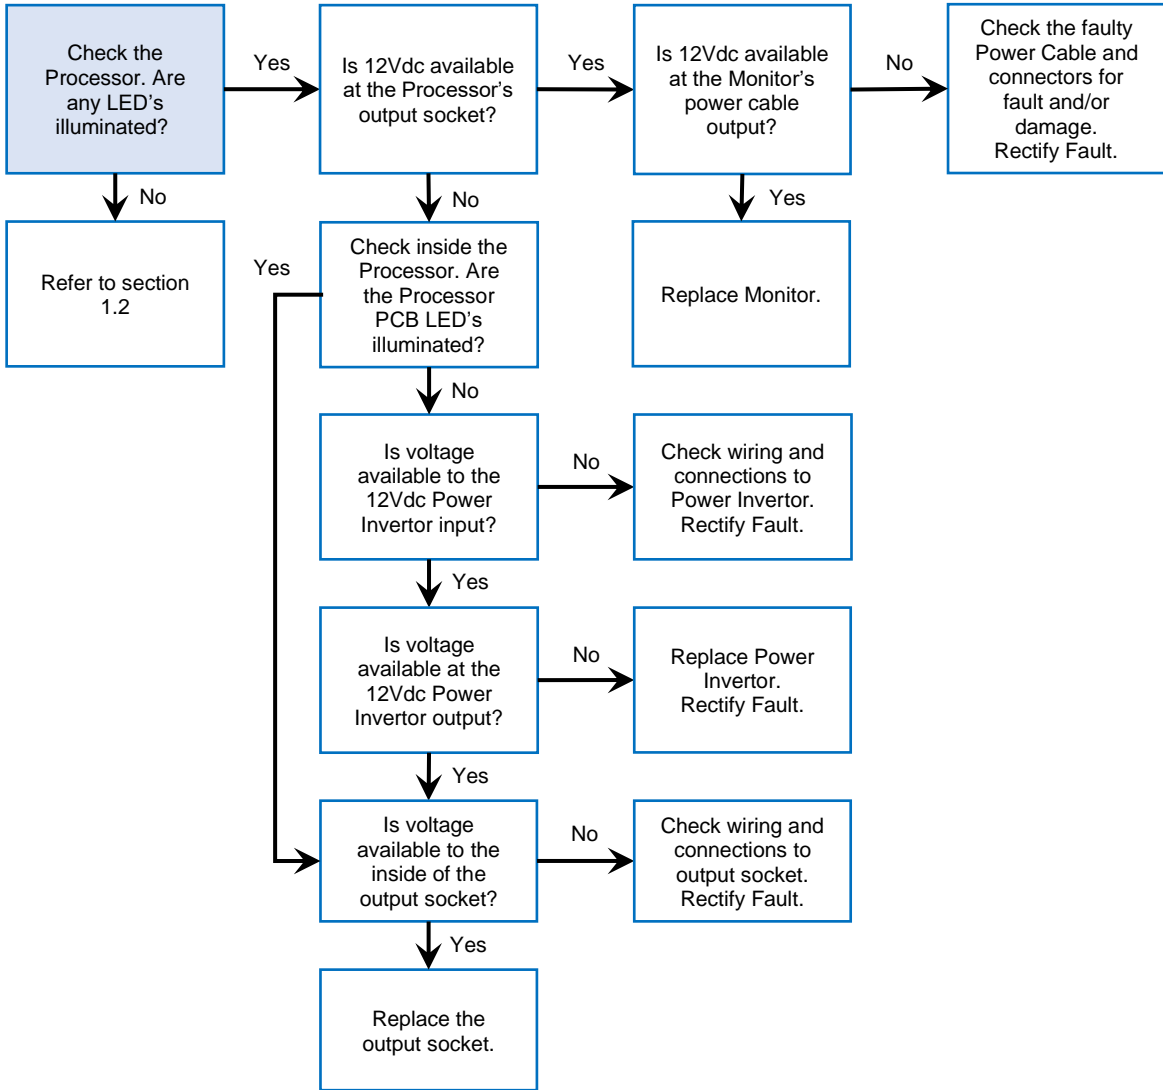 Check the
Processor. Are
any LED’s
illuminated?
Yes
Is 12Vdc available
at the Processor’s
output socket?
Yes
Is 12Vdc available
at the Monitor’s
power cable
output?
No
Check the faulty
Power Cable and
connectors for
fault and/or
damage.
Rectify Fault.
No
No
Yes
Refer to section
1.2
Yes
Check inside the
Processor. Are
the Processor
PCB LED’s
illuminated?
Replace Monitor.
No
Is voltage
available to the
12Vdc Power
Invertor input?
No
Check wiring and
connections to
Power Invertor.
Rectify Fault.
Yes
Is voltage
available at the
12Vdc Power
Invertor output?
No
Replace Power
Invertor.
Rectify Fault.
Yes
Is voltage
available to the
inside of the
output socket?
No
Check wiring and
connections to
output socket.
Rectify Fault.
Yes
Replace the
output socket.